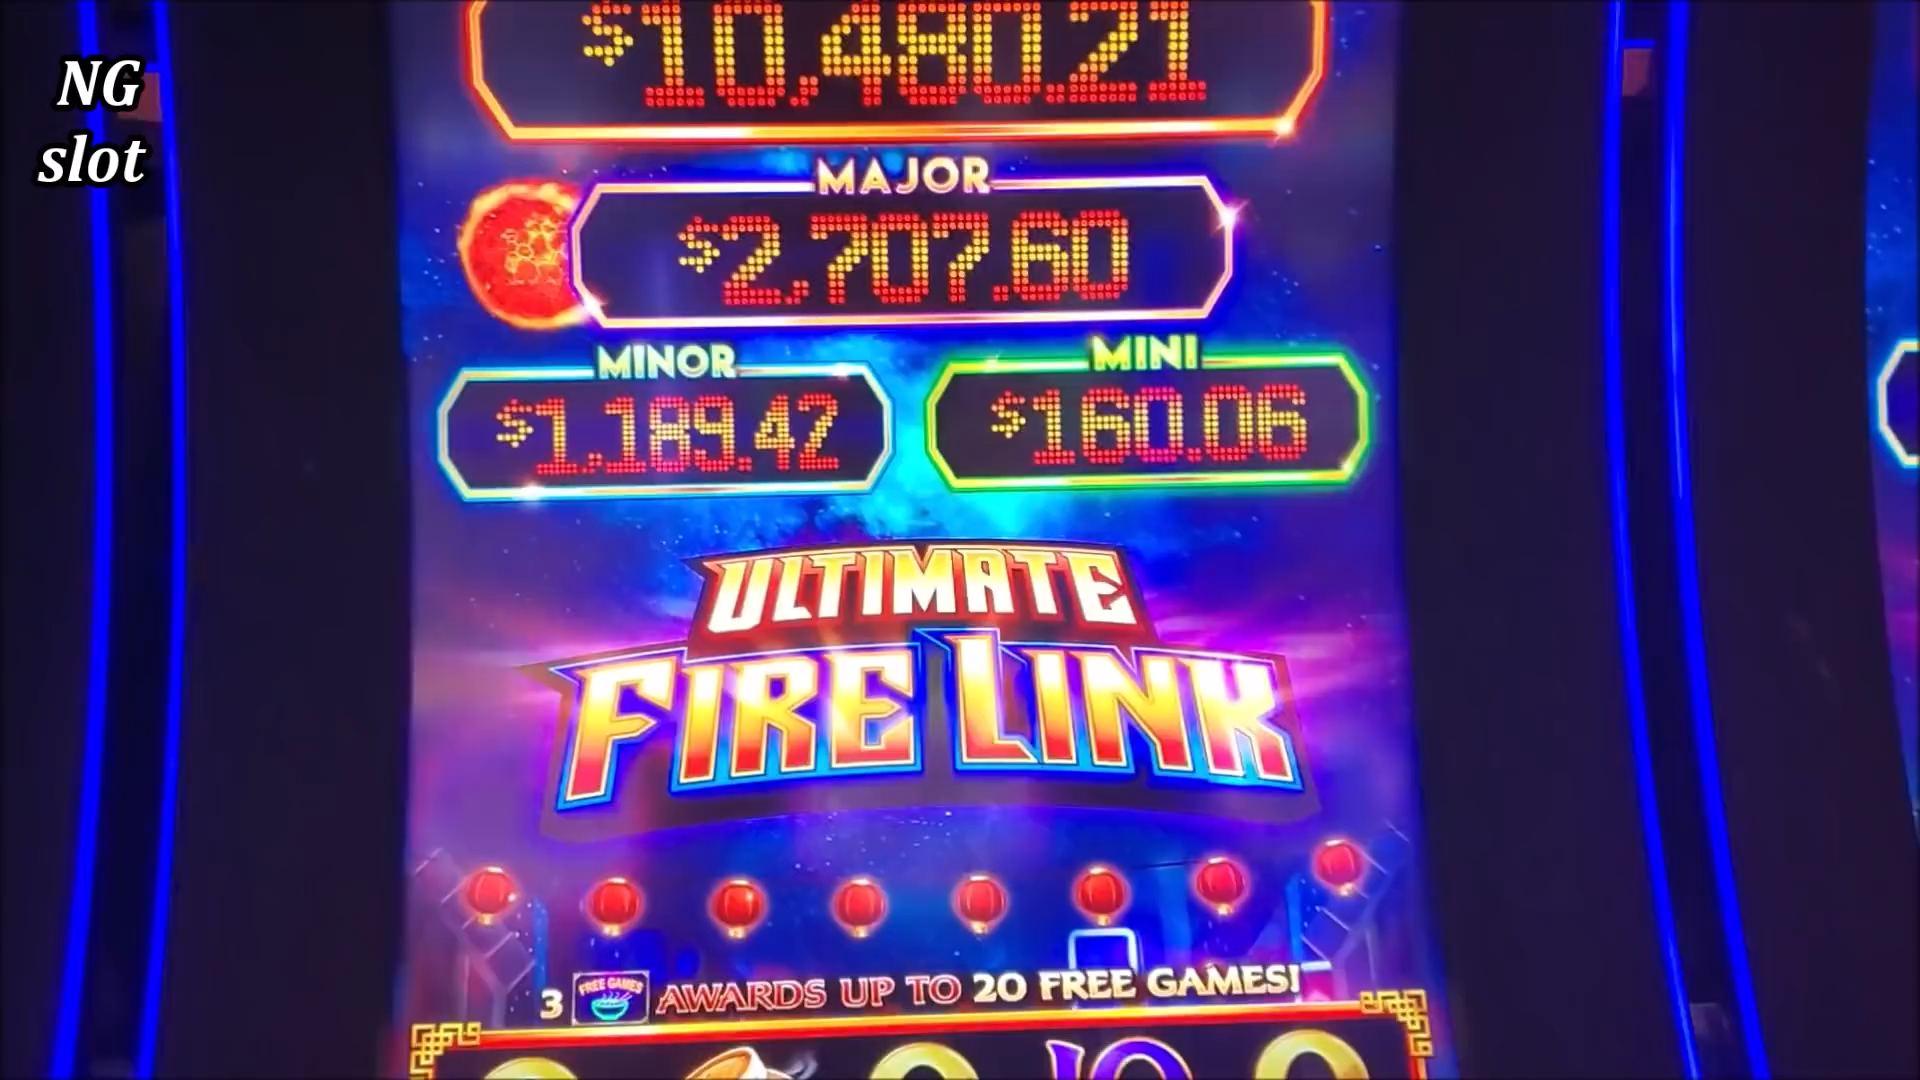 NG
slot
$10,480.21
MAJOR
$2,707.60
MINOR
MINI
$1,189.42
$160.06
ULTIMATE
FIRE LINK
3 FREE GAMES AWARDS UP TO 20 FREE GAMES!
10